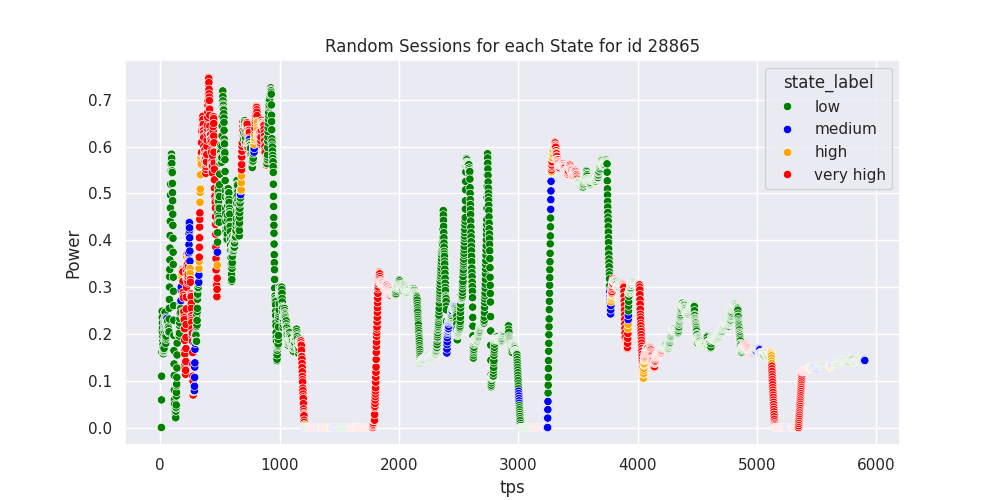 Random Sessions for each State for id 28865
state_label
low
medium
high
very high
Power
0.7
0.6
0.5
0.4
0.3
0.2
0.1
0.0
0 1000 2000 3000 4000 5000 6000
tps